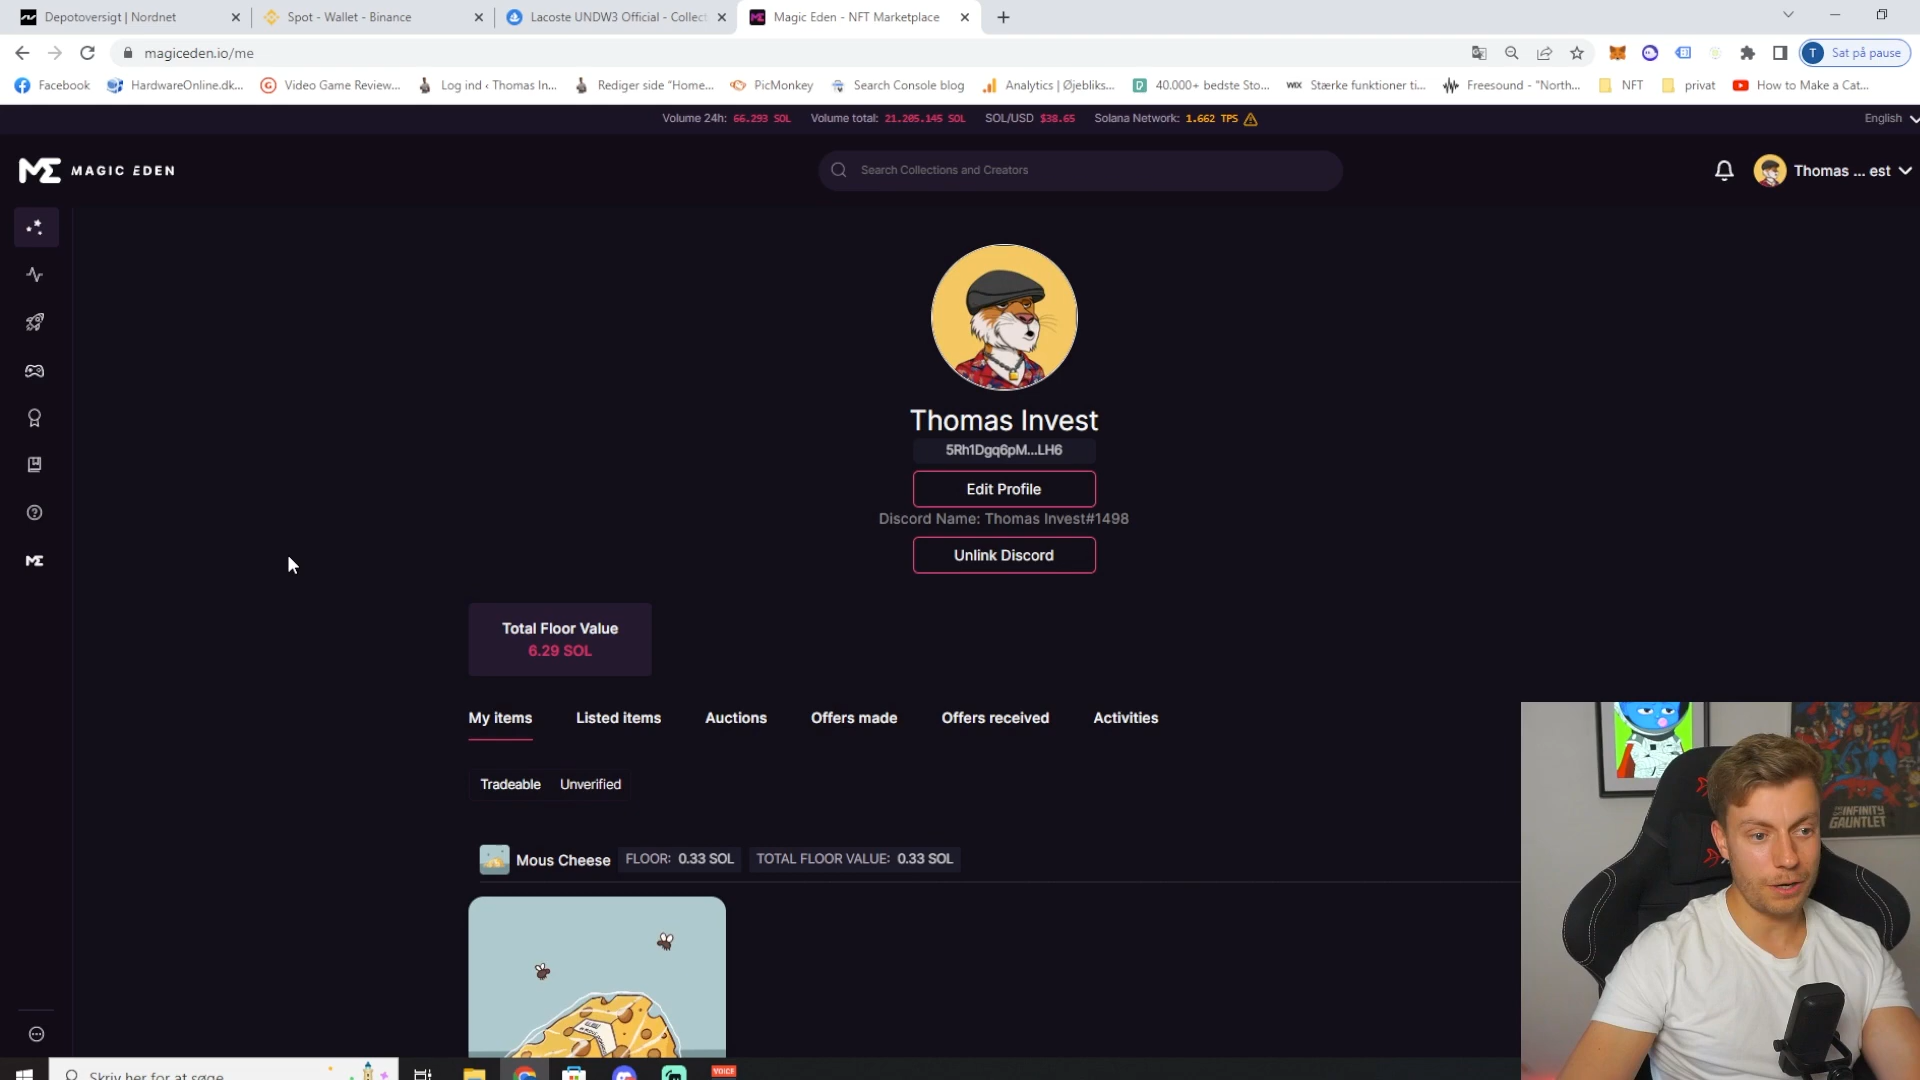 Depotoversigt | Nordnet
Spot - Wallet - Binance
Lacoste UNDW3 Official - Collect
Magic Eden - NFT Marketplace
magiceden.io/me
T Sat på pause
Facebook
HardwareOnline.dk...
Video Game Review...
Log ind ‹ Thomas In...
Rediger side "Home...
PicMonkey
Search Console blog
Analytics | Øjebliks...
40.000+ bedste Sto...
WIX Stærke funktioner ti...
Freesound - "North...
NFT
privat
How to Make a Cat...
Volume 24h: 66.293 SOL
Volume total: 21.205.145 SOL
SOL/USD $38.65
Solana Network: 1.662 TPS
English
MAGIC EDEN
Search Collections and Creators
Thomas ... est
Thomas Invest
5Rh1Dgq6pM...LH6
Edit Profile
Discord Name: Thomas Invest#1498
Unlink Discord
Total Floor Value
6.29 SOL
My items
Listed items
Auctions
Offers made
Offers received
Activities
Tradeable
Unverified
Mous Cheese
FLOOR: 0.33 SOL
TOTAL FLOOR VALUE: 0.33 SOL
INFINITY
GAUNTLET
Skriv her for at søge
VOICE